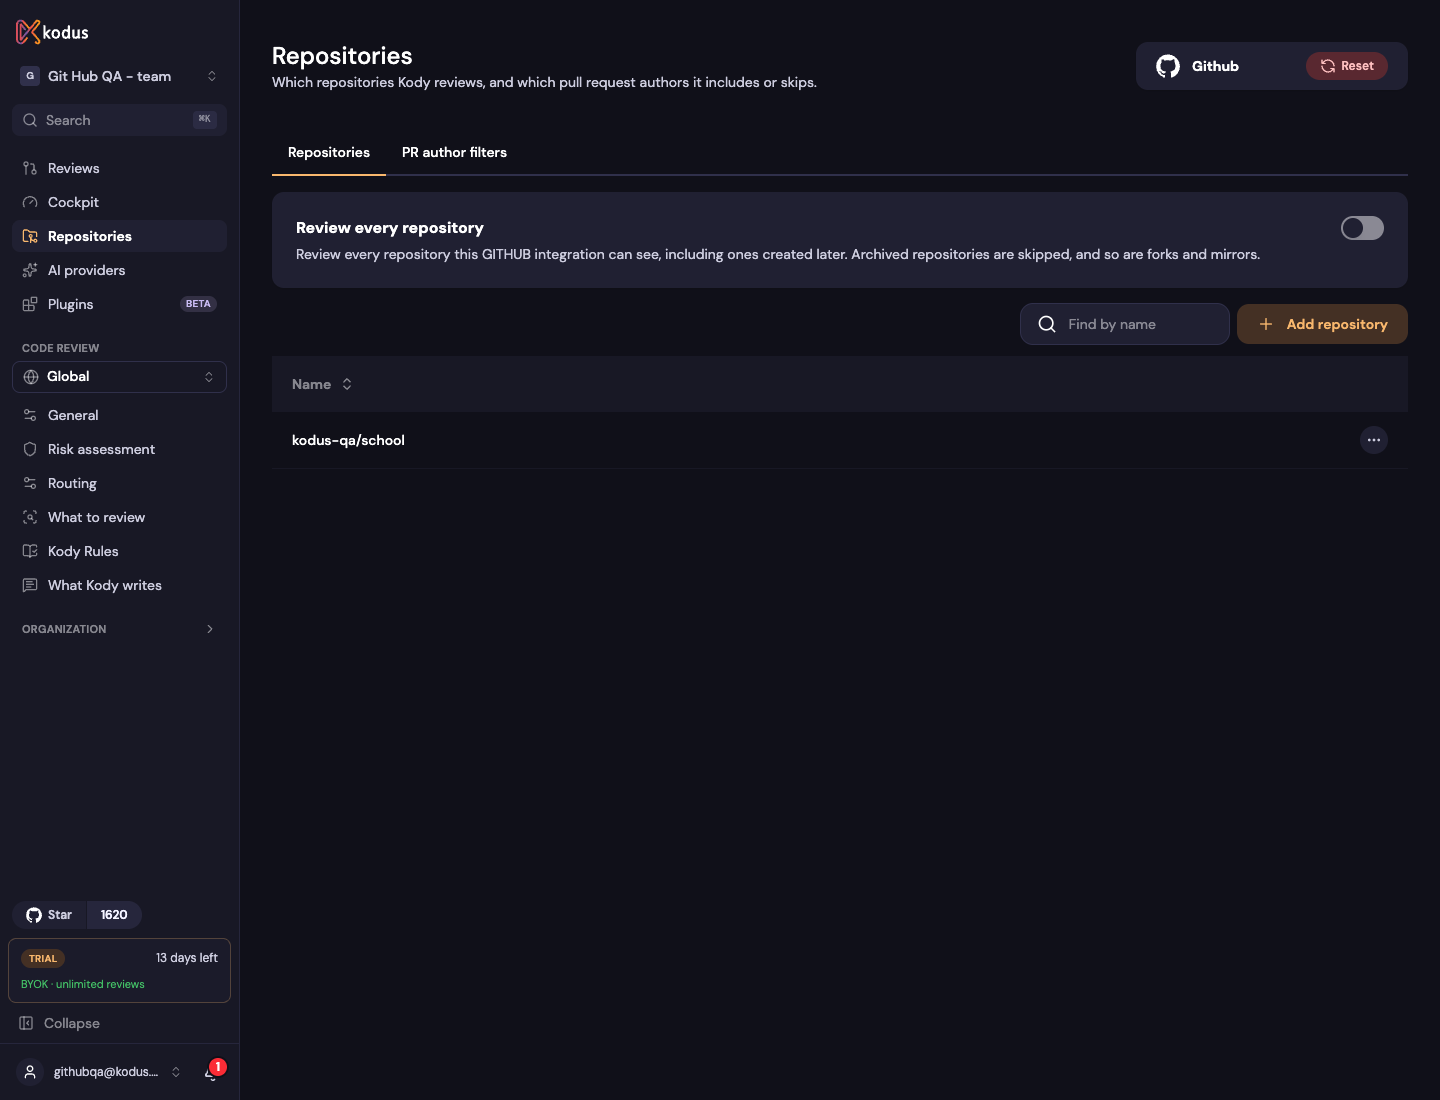 kodus
G Git Hub QA - team
Search ⌘K
Reviews
Cockpit
Repositories
AI providers
Plugins BETA
CODE REVIEW
Global
General
Risk assessment
Routing
What to review
Kody Rules
What Kody writes
ORGANIZATION
Star 1620
TRIAL 13 days left
BYOK · unlimited reviews
Collapse
githubqa@kodus.... 1
Repositories
Which repositories Kody reviews, and which pull request authors it includes or skips.
Github Reset
Repositories PR author filters
Review every repository
Review every repository this GITHUB integration can see, including ones created later. Archived repositories are skipped, and so are forks and mirrors.
Find by name Add repository
Name
kodus-qa/school